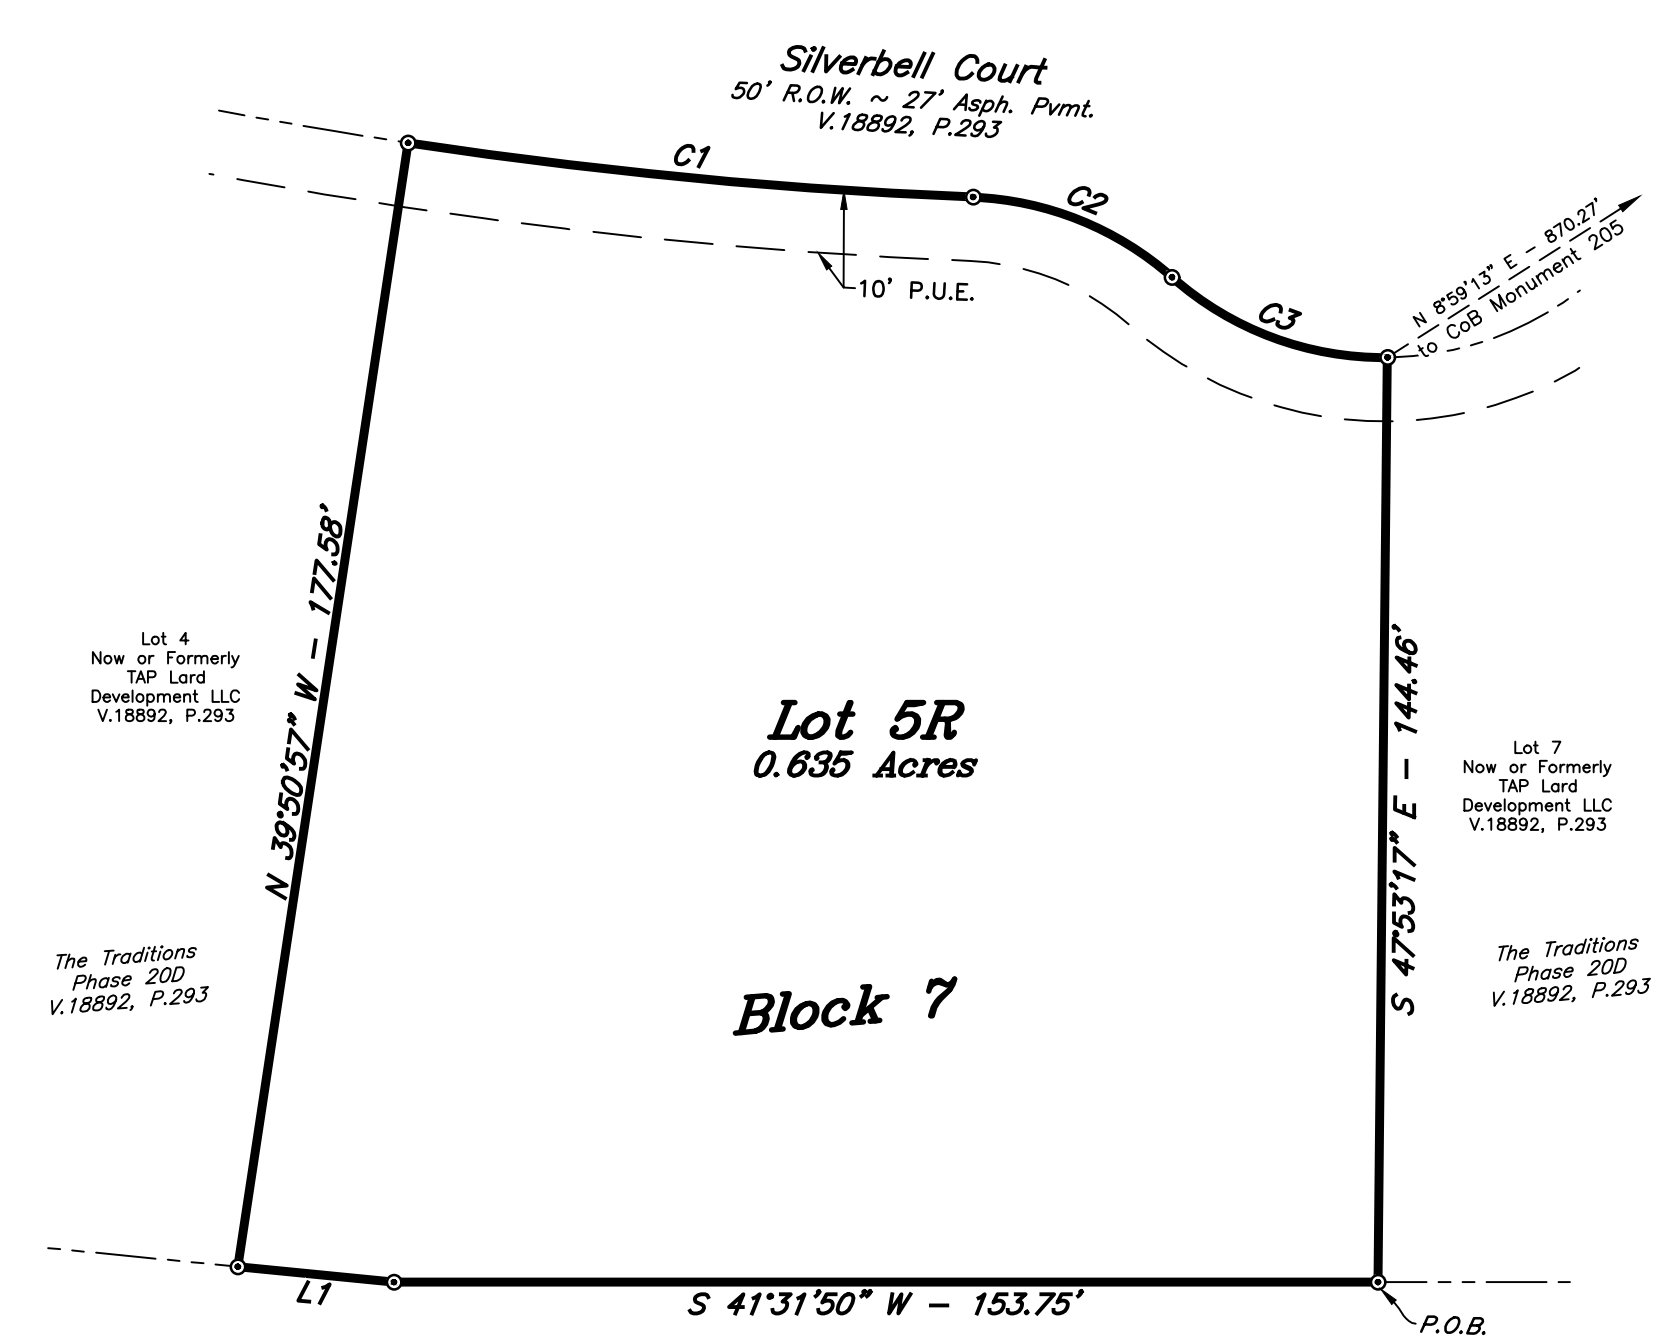 Silverbell Court
50' R.O.W. ~ 27' Asph. Pvmt.
V.18892, P.293
C1
C2
C3
N 8°59'13" E - 870.27'
to CoB Monument 205
10' P.U.E.
N 39°50'57" W - 177.58'
Lot 4
Now or Formerly
TAP Lard
Development LLC
V.18892, P.293
Lot 5R
0.635 Acres
S 47°53'17" E - 144.46'
Lot 7
Now or Formerly
TAP Lard
Development LLC
V.18892, P.293
The Traditions
Phase 20D
V.18892, P.293
Block 7
The Traditions
Phase 20D
V.18892, P.293
L1
S 41°31'50" W - 153.75'
P.O.B.